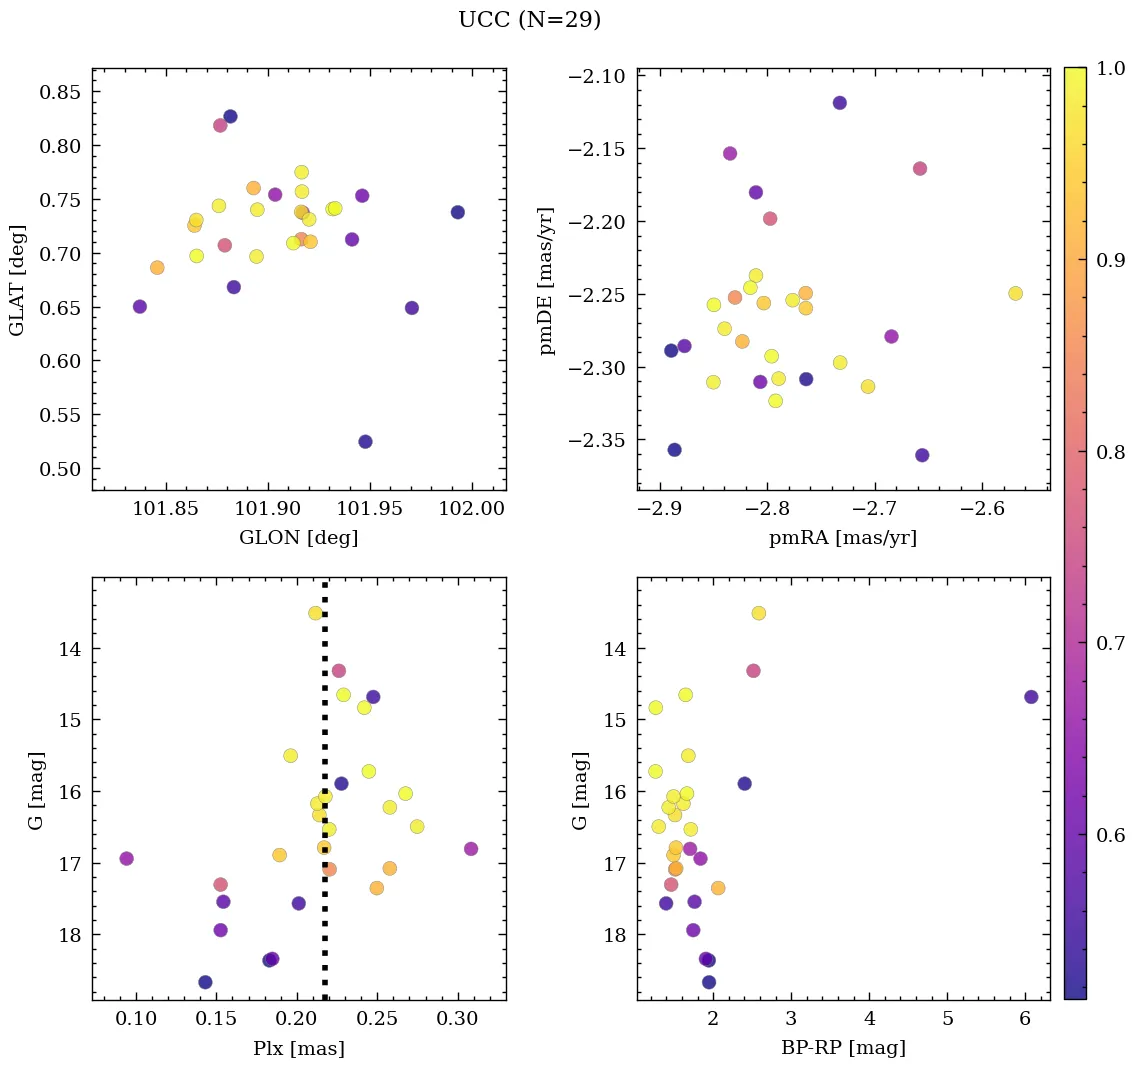 UCC (N=29)
0.85
0.80
0.75
0.70
0.65
0.60
0.55
0.50
GLAT [deg]
101.85 101.90 101.95 102.00
GLON [deg]
−2.10
−2.15
−2.20
−2.25
−2.30
−2.35
pmDE [mas/yr]
−2.9 −2.8 −2.7 −2.6
pmRA [mas/yr]
14
15
16
17
18
G [mag]
0.10 0.15 0.20 0.25 0.30
Plx [mas]
14
15
16
17
18
G [mag]
2 3 4 5 6
BP-RP [mag]
1.0
0.9
0.8
0.7
0.6